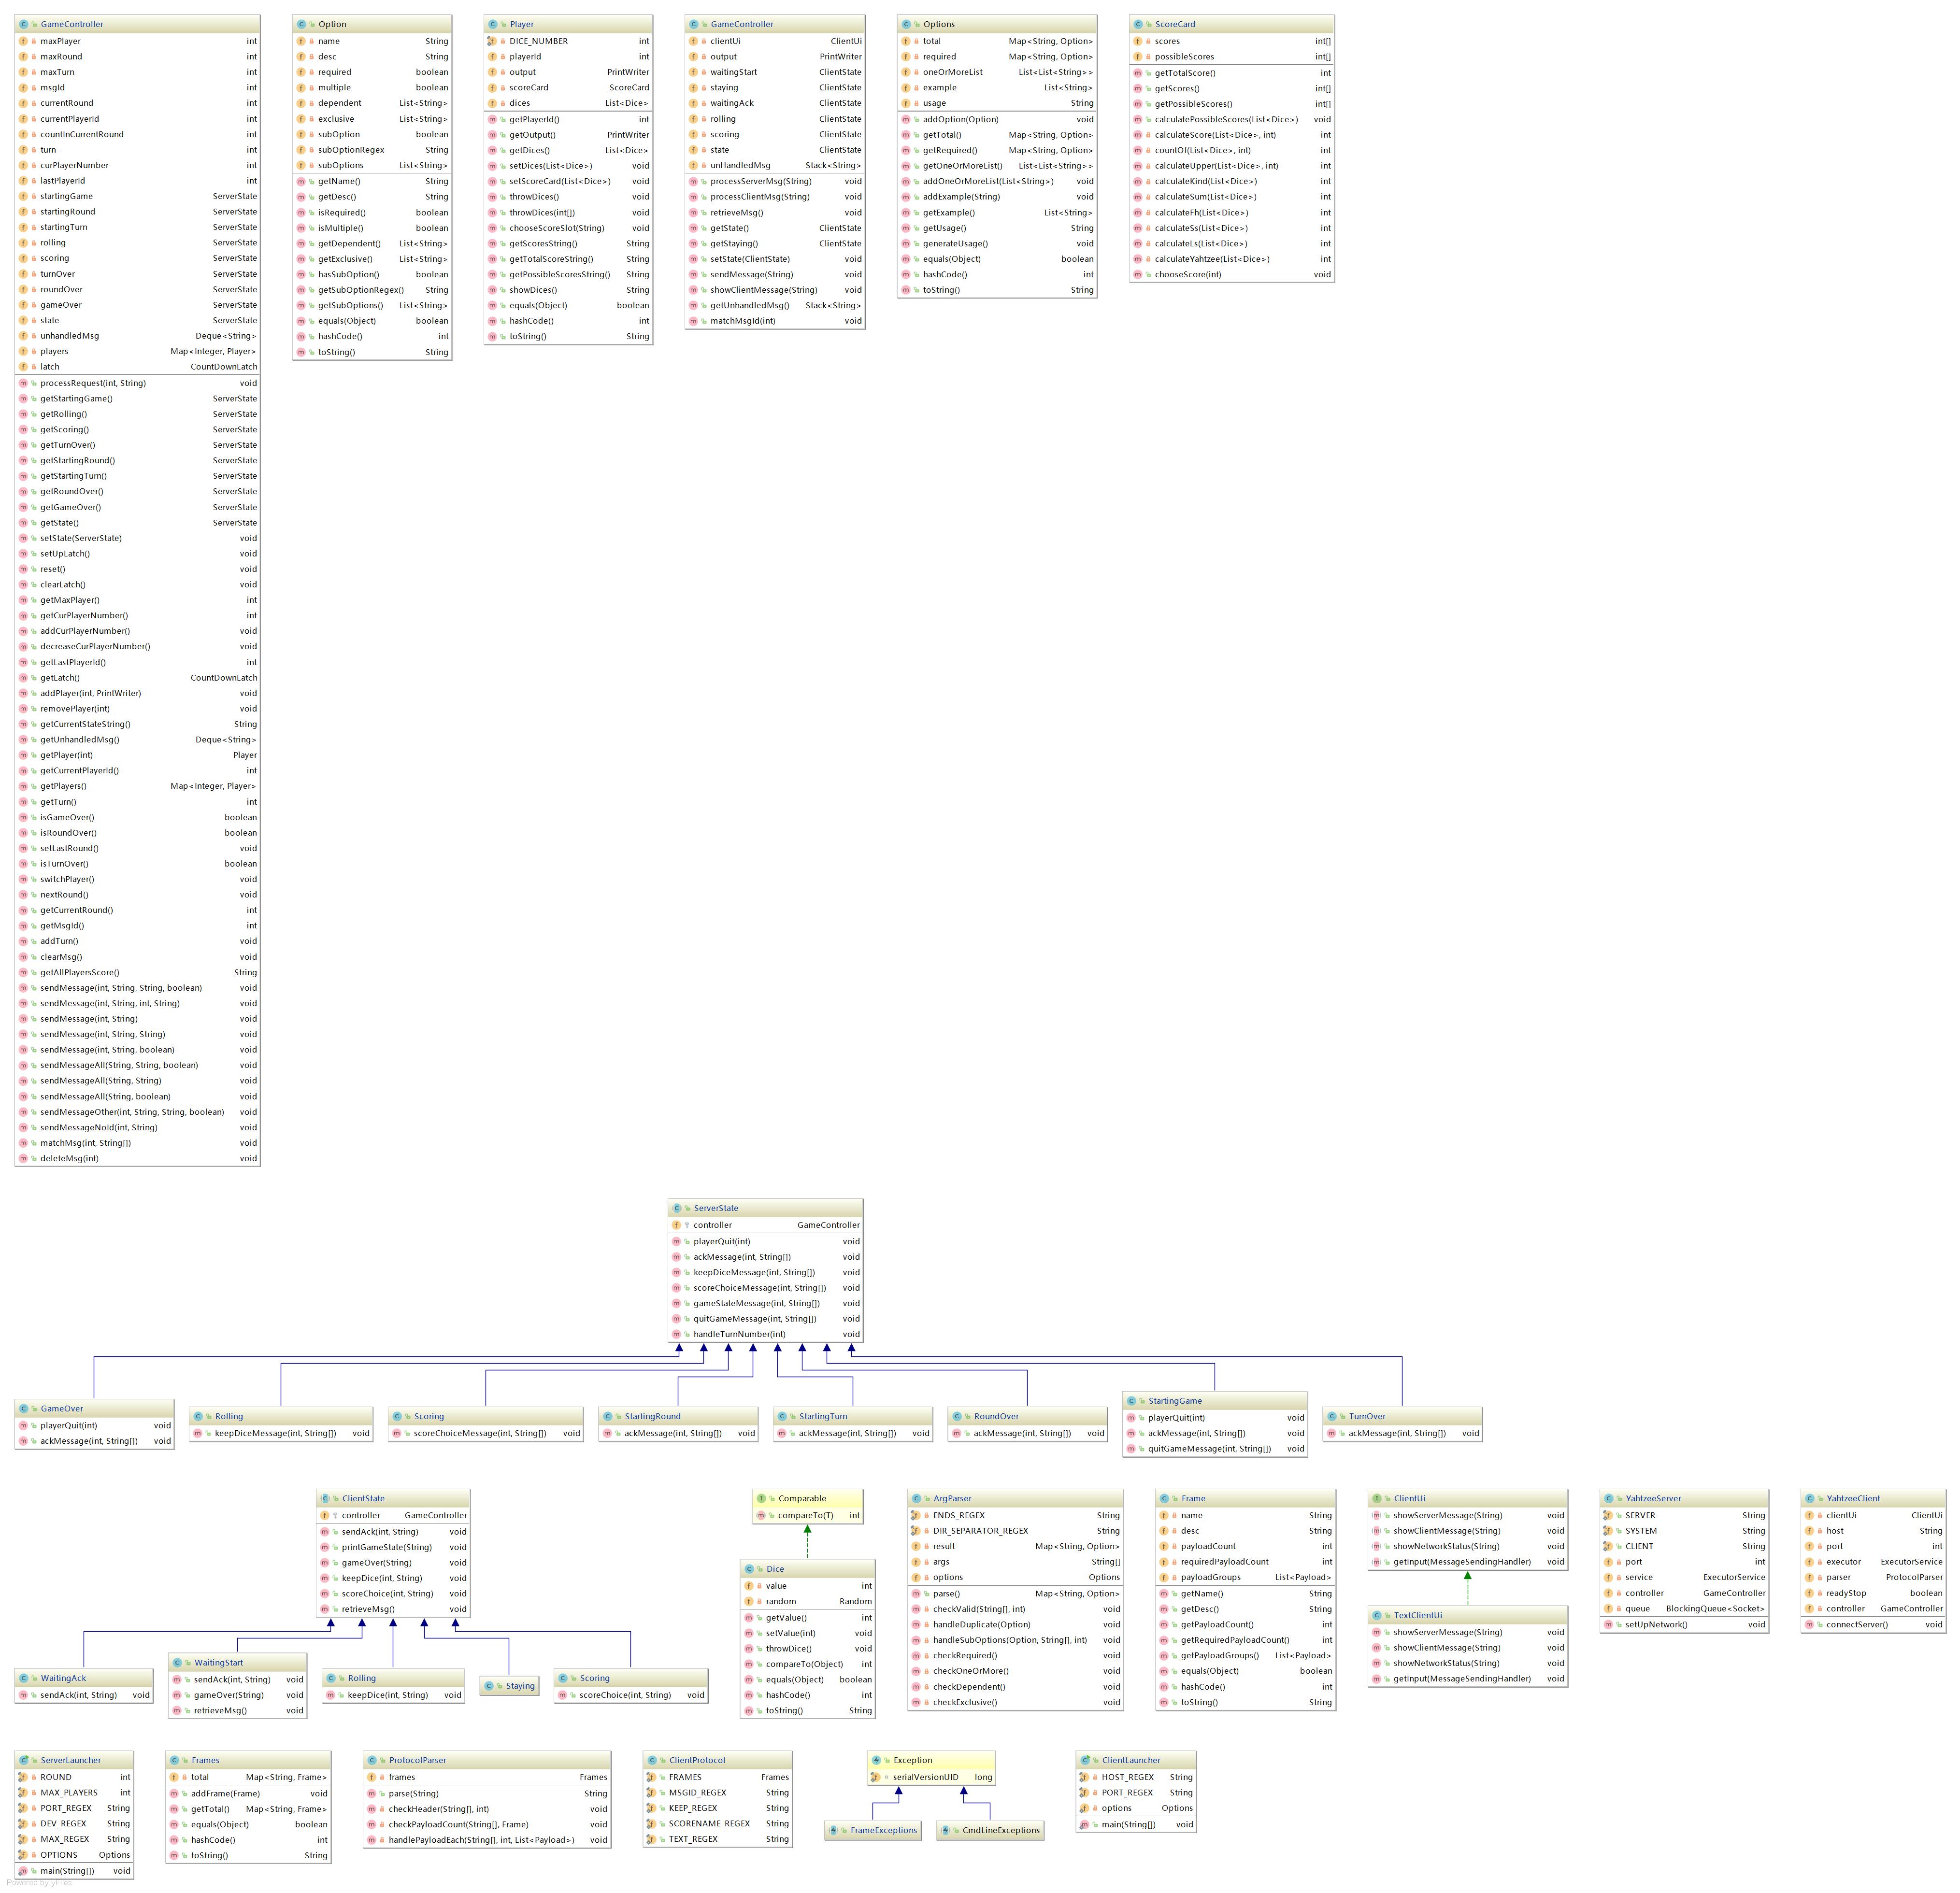 GameController
maxPlayer int
maxRound int
maxTurn int
msgId int
currentRound int
currentPlayerId int
countInCurrentRound int
turn int
curPlayerNumber int
lastPlayerId int
startingGame ServerState
startingRound ServerState
startingTurn ServerState
rolling ServerState
scoring ServerState
turnOver ServerState
roundOver ServerState
gameOver ServerState
state ServerState
unhandledMsg Deque<String>
players Map<Integer, Player>
latch CountDownLatch
processRequest(int, String) void
getStartingGame() ServerState
getRolling() ServerState
getScoring() ServerState
getTurnOver() ServerState
getStartingRound() ServerState
getStartingTurn() ServerState
getRoundOver() ServerState
getGameOver() ServerState
getState() ServerState
setState(ServerState) void
setUpLatch() void
reset() void
clearLatch() void
getMaxPlayer() int
getCurPlayerNumber() int
addCurPlayerNumber() void
decreaseCurPlayerNumber() void
getLastPlayerId() int
getLatch() CountDownLatch
addPlayer(int, PrintWriter) void
removePlayer(int) void
getCurrentStateString() String
getUnhandledMsg() Deque<String>
getPlayer(int) Player
getCurrentPlayerId() int
getPlayers() Map<Integer, Player>
getTurn() int
isGameOver() boolean
isRoundOver() boolean
setLastRound() void
isTurnOver() boolean
switchPlayer() void
nextRound() void
getCurrentRound() int
getMsgId() int
addTurn() void
clearMsg() void
getAllPlayersScore() String
sendMessage(int, String, String, boolean) void
sendMessage(int, String, int, String) void
sendMessage(int, String) void
sendMessage(int, String, String) void
sendMessage(int, String, boolean) void
sendMessageAll(String, String, boolean) void
sendMessageAll(String, String) void
sendMessageAll(String, boolean) void
sendMessageOther(int, String, String, boolean) void
sendMessageNoId(int, String) void
matchMsg(int, String[]) void
deleteMsg(int) void
Option
name String
desc String
required boolean
multiple boolean
dependent List<String>
exclusive List<String>
subOption boolean
subOptionRegex String
subOptions List<String>
getName() String
getDesc() String
isRequired() boolean
isMultiple() boolean
getDependent() List<String>
getExclusive() List<String>
hasSubOption() boolean
getSubOptionRegex() String
getSubOptions() List<String>
equals(Object) boolean
hashCode() int
toString() String
Player
DICE_NUMBER int
playerId int
output PrintWriter
scoreCard ScoreCard
dices List<Dice>
getPlayerId() int
getOutput() PrintWriter
getDices() List<Dice>
setDices(List<Dice>) void
setScoreCard(List<Dice>) void
throwDices() void
throwDices(int[]) void
chooseScoreSlot(String) void
getScoresString() String
getTotalScoreString() String
getPossibleScoresString() String
showDices() String
equals(Object) boolean
hashCode() int
toString() String
GameController
clientUi ClientUi
output PrintWriter
waitingStart ClientState
staying ClientState
waitingAck ClientState
rolling ClientState
scoring ClientState
state ClientState
unHandledMsg Stack<String>
processServerMsg(String) void
processClientMsg(String) void
retrieveMsg() void
getState() ClientState
getStaying() ClientState
setState(ClientState) void
sendMessage(String) void
showClientMessage(String) void
getUnhandledMsg() Stack<String>
matchMsgId(int) void
Options
total Map<String, Option>
required Map<String, Option>
oneOrMoreList List<List<String>>
example List<String>
usage String
addOption(Option) void
getTotal() Map<String, Option>
getRequired() Map<String, Option>
getOneOrMoreList() List<List<String>>
addOneOrMoreList(List<String>) void
addExample(String) void
getExample() List<String>
getUsage() String
generateUsage() void
equals(Object) boolean
hashCode() int
toString() String
ScoreCard
scores int[]
possibleScores int[]
getTotalScore() int
getScores() int[]
getPossibleScores() int[]
calculatePossibleScores(List<Dice>) void
calculateScore(List<Dice>, int) int
countOf(List<Dice>, int) int
calculateUpper(List<Dice>, int) int
calculateKind(List<Dice>) int
calculateSum(List<Dice>) int
calculateFh(List<Dice>) int
calculateSs(List<Dice>) int
calculateLs(List<Dice>) int
calculateYahtzee(List<Dice>) int
chooseScore(int) void
ServerState
controller GameController
playerQuit(int) void
ackMessage(int, String[]) void
keepDiceMessage(int, String[]) void
scoreChoiceMessage(int, String[]) void
gameStateMessage(int, String[]) void
quitGameMessage(int, String[]) void
handleTurnNumber(int) void
GameOver
playerQuit(int) void
ackMessage(int, String[]) void
Rolling
keepDiceMessage(int, String[]) void
Scoring
scoreChoiceMessage(int, String[]) void
StartingRound
ackMessage(int, String[]) void
StartingTurn
ackMessage(int, String[]) void
RoundOver
ackMessage(int, String[]) void
StartingGame
playerQuit(int) void
ackMessage(int, String[]) void
quitGameMessage(int, String[]) void
TurnOver
ackMessage(int, String[]) void
ClientState
controller GameController
sendAck(int, String) void
printGameState(String) void
gameOver(String) void
keepDice(int, String) void
scoreChoice(int, String) void
retrieveMsg() void
WaitingAck
sendAck(int, String) void
WaitingStart
sendAck(int, String) void
gameOver(String) void
retrieveMsg() void
Rolling
keepDice(int, String) void
Staying
Scoring
scoreChoice(int, String) void
Comparable
compareTo(T) int
Dice
value int
random Random
getValue() int
setValue(int) void
throwDice() void
compareTo(Object) int
equals(Object) boolean
hashCode() int
toString() String
ArgParser
ENDS_REGEX String
DIR_SEPARATOR_REGEX String
result Map<String, Option>
args String[]
options Options
parse() Map<String, Option>
checkValid(String[], int) void
handleDuplicate(Option) void
handleSubOptions(Option, String[], int) void
checkRequired() void
checkOneOrMore() void
checkDependent() void
checkExclusive() void
Frame
name String
desc String
payloadCount int
requiredPayloadCount int
payloadGroups List<Payload>
getName() String
getDesc() String
getPayloadCount() int
getRequiredPayloadCount() int
getPayloadGroups() List<Payload>
equals(Object) boolean
hashCode() int
toString() String
ClientUi
showServerMessage(String) void
showClientMessage(String) void
showNetworkStatus(String) void
getInput(MessageSendingHandler) void
TextClientUi
showServerMessage(String) void
showClientMessage(String) void
showNetworkStatus(String) void
getInput(MessageSendingHandler) void
YahtzeeServer
SERVER String
SYSTEM String
CLIENT String
port int
service ExecutorService
controller GameController
queue BlockingQueue<Socket>
setUpNetwork() void
YahtzeeClient
clientUi ClientUi
host String
port int
executor ExecutorService
parser ProtocolParser
readyStop boolean
controller GameController
connectServer() void
ServerLauncher
ROUND int
MAX_PLAYERS int
PORT_REGEX String
DEV_REGEX String
MAX_REGEX String
OPTIONS Options
main(String[]) void
Frames
total Map<String, Frame>
addFrame(Frame) void
getTotal() Map<String, Frame>
equals(Object) boolean
hashCode() int
toString() String
ProtocolParser
frames Frames
parse(String) String
checkHeader(String[], int) void
checkPayloadCount(String[], Frame) void
handlePayloadEach(String[], int, List<Payload>) void
ClientProtocol
FRAMES Frames
MSGID_REGEX String
KEEP_REGEX String
SCORENAME_REGEX String
TEXT_REGEX String
Exception
serialVersionUID long
FrameExceptions
CmdLineExceptions
ClientLauncher
HOST_REGEX String
PORT_REGEX String
options Options
main(String[]) void
Powered by yFiles